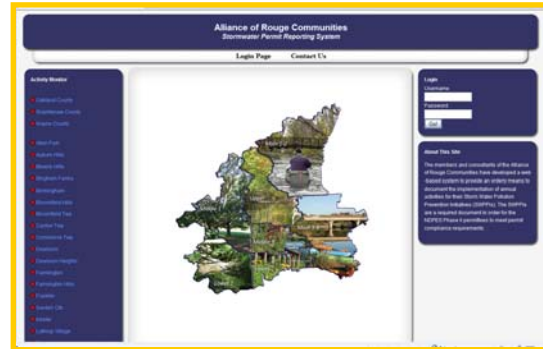 Alliance of Rouge Communities
Stormwater Permit Reporting System
Login Page Contact Us
Activity Monitor
Oakland County
Washtenaw County
Wayne County
Allen Park
Auburn Hills
Beverly Hills
Bingham Farms
Birmingham
Bloomfield Hills
Bloomfield Twp
Canton Twp
Commerce Twp
Dearborn
Dearborn Heights
Farmington
Farmington Hills
Franklin
Garden City
Inkster
Lathrup Village
Login
Username
Password
Go!
About This Site
The members and consultants of the Alliance
of Rouge Communities have developed a web
-based system to provide an orderly means to
document the implementation of annual
activities for their Storm Water Pollution
Prevention Initiatives (SWPPIs). The SWPPIs
are a required document to order for the
NDPES Phase II permittees to meet permit
compliance requirements.